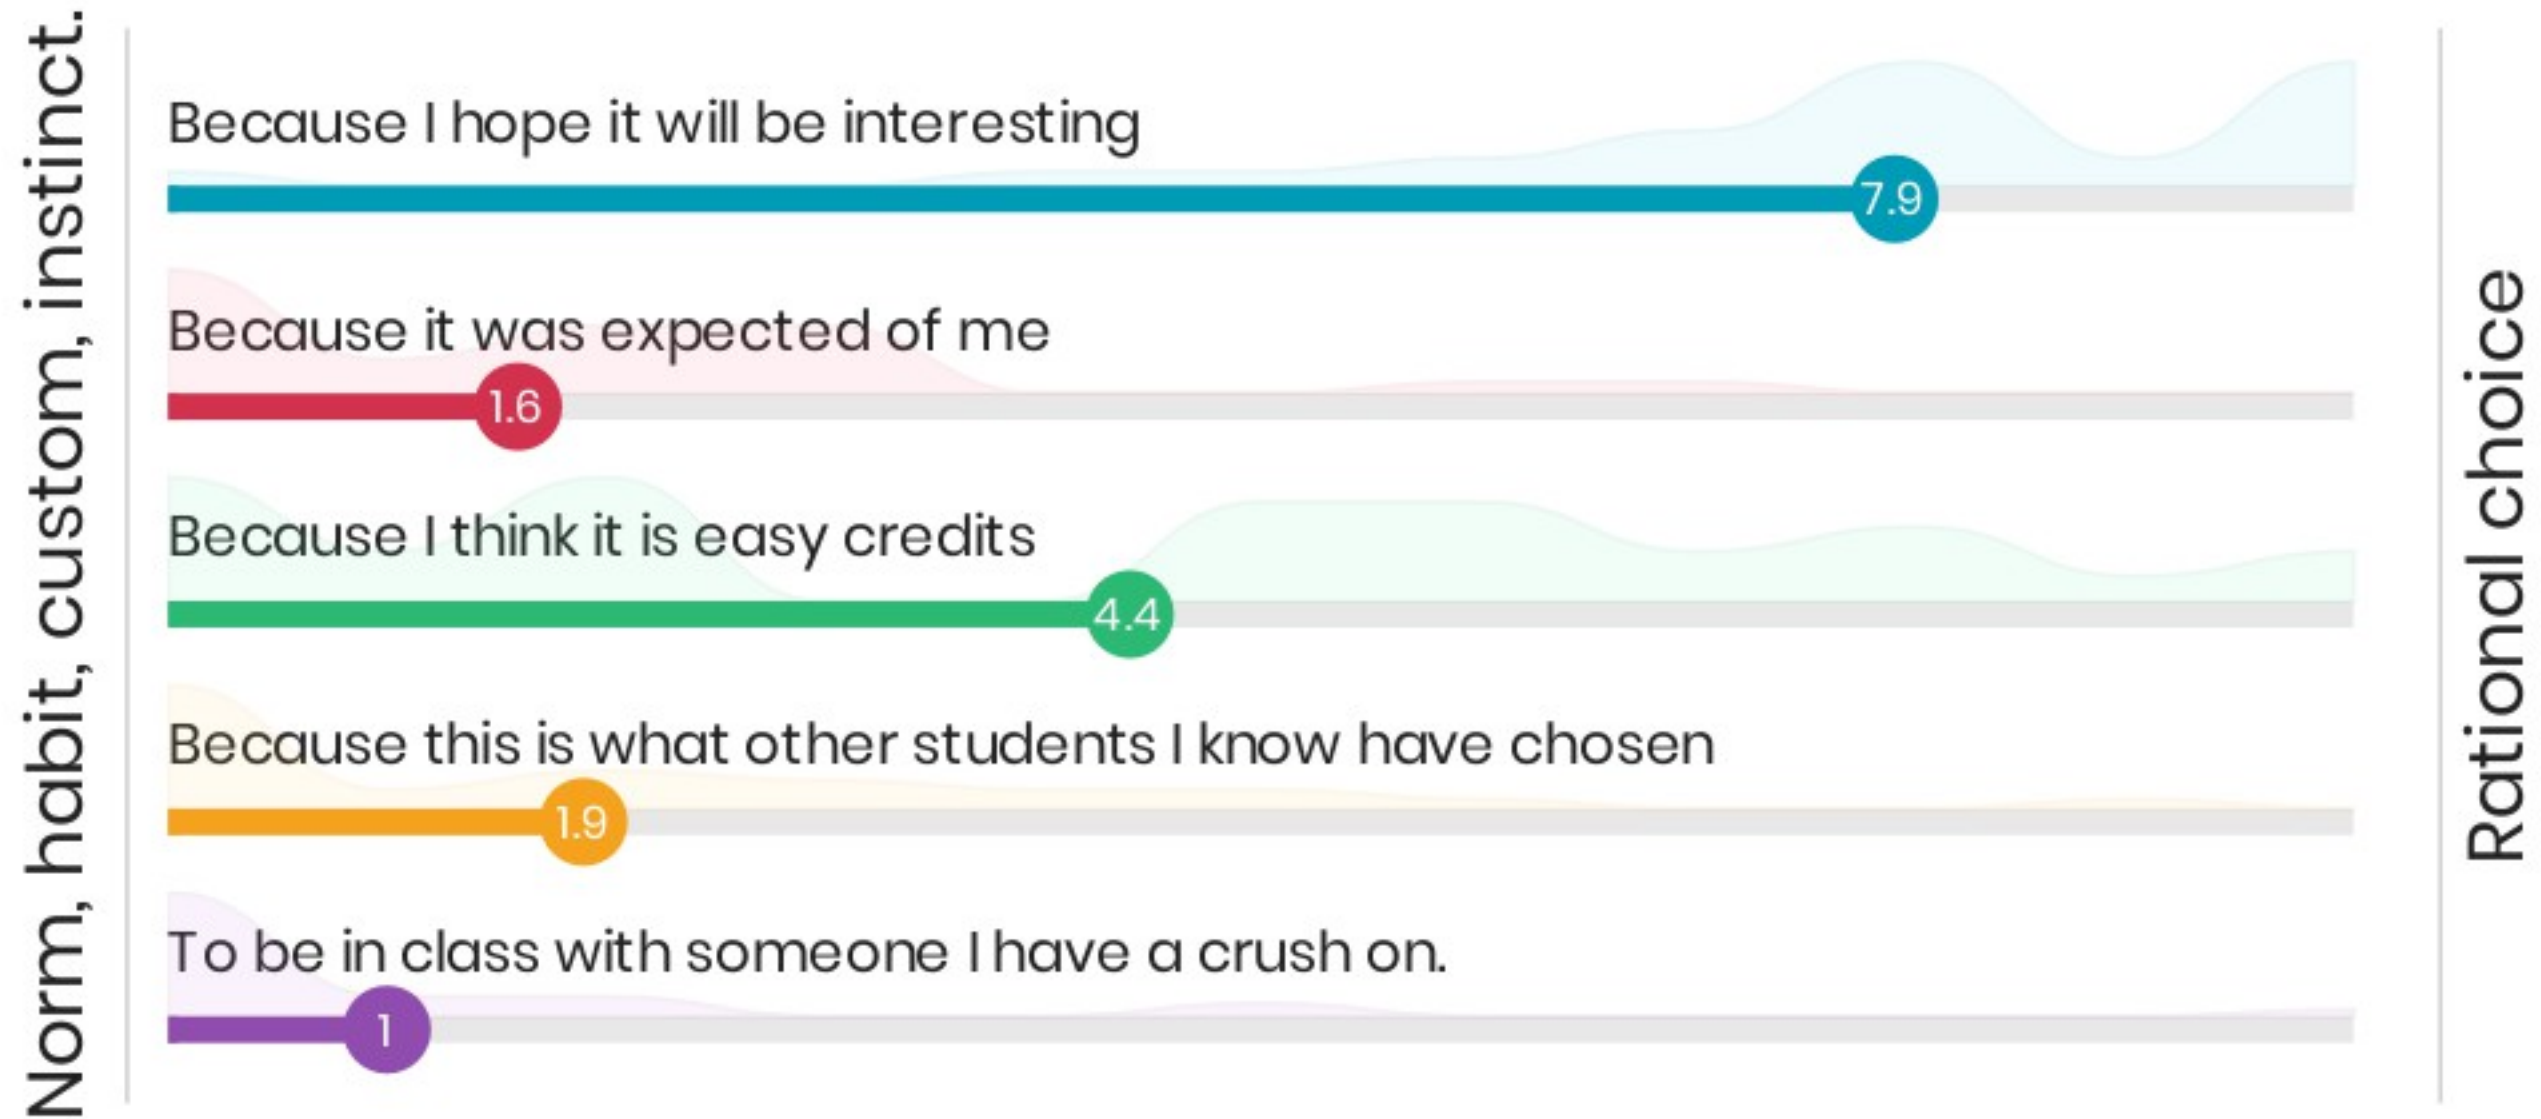 Norm, habit, custom, instinct.
Because I hope it will be interesting
7.9
Because it was expected of me
1.6
Because I think it is easy credits
4.4
Because this is what other students I know have chosen
1.9
To be in class with someone I have a crush on.
1
Rational choice